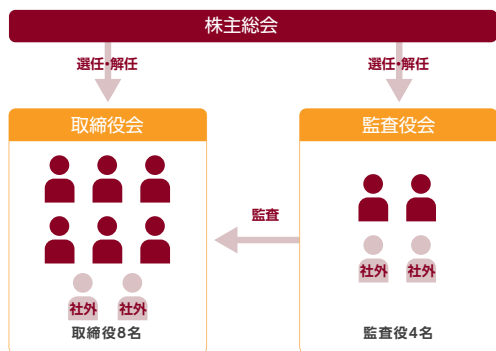 株主総会
選任・解任
選任・解任
取締役会
監査役会
監査
社外
社外
社外
社外
取締役8名
監査役4名